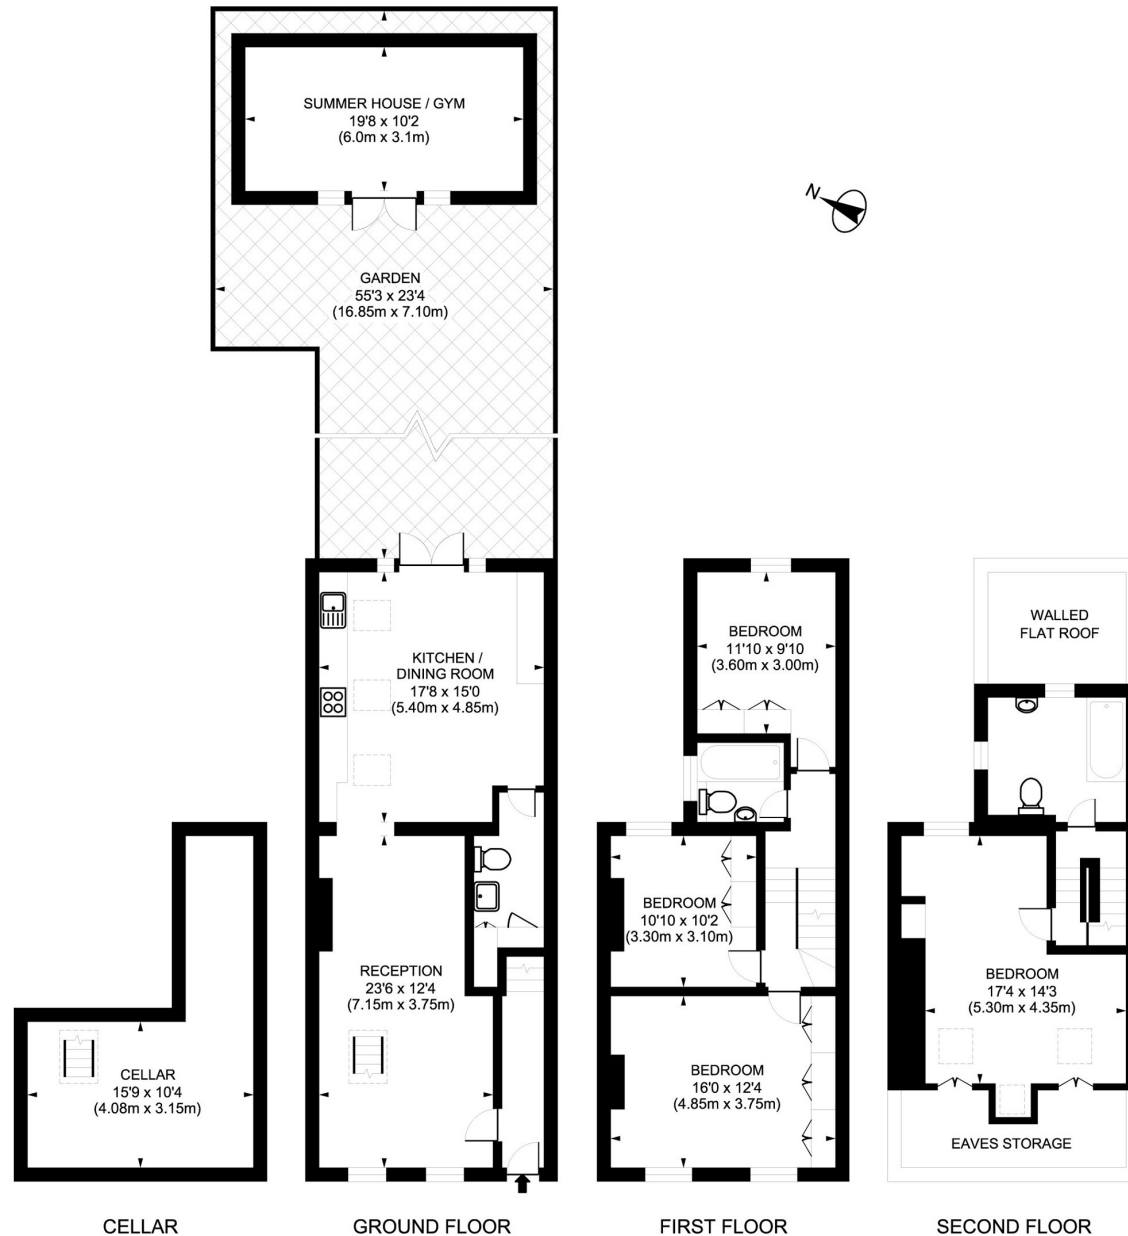 SUMMER HOUSE / GYM
19'8 x 10'2
(6.0m x 3.1m)
N
GARDEN
55'3 x 23'4
(16.85m x 7.10m)
KITCHEN /
DINING ROOM
17'8 x 15'0
(5.40m x 4.85m)
BEDROOM
11'10 x 9'10
(3.60m x 3.00m)
WALLED
FLAT ROOF
BEDROOM
10'10 x 10'2
(3.30m x 3.10m)
RECEPTION
23'6 x 12'4
(7.15m x 3.75m)
BEDROOM
17'4 x 14'3
(5.30m x 4.35m)
CELLAR
15'9 x 10'4
(4.08m x 3.15m)
BEDROOM
16'0 x 12'4
(4.85m x 3.75m)
EAVES STORAGE
CELLAR
GROUND FLOOR
FIRST FLOOR
SECOND FLOOR